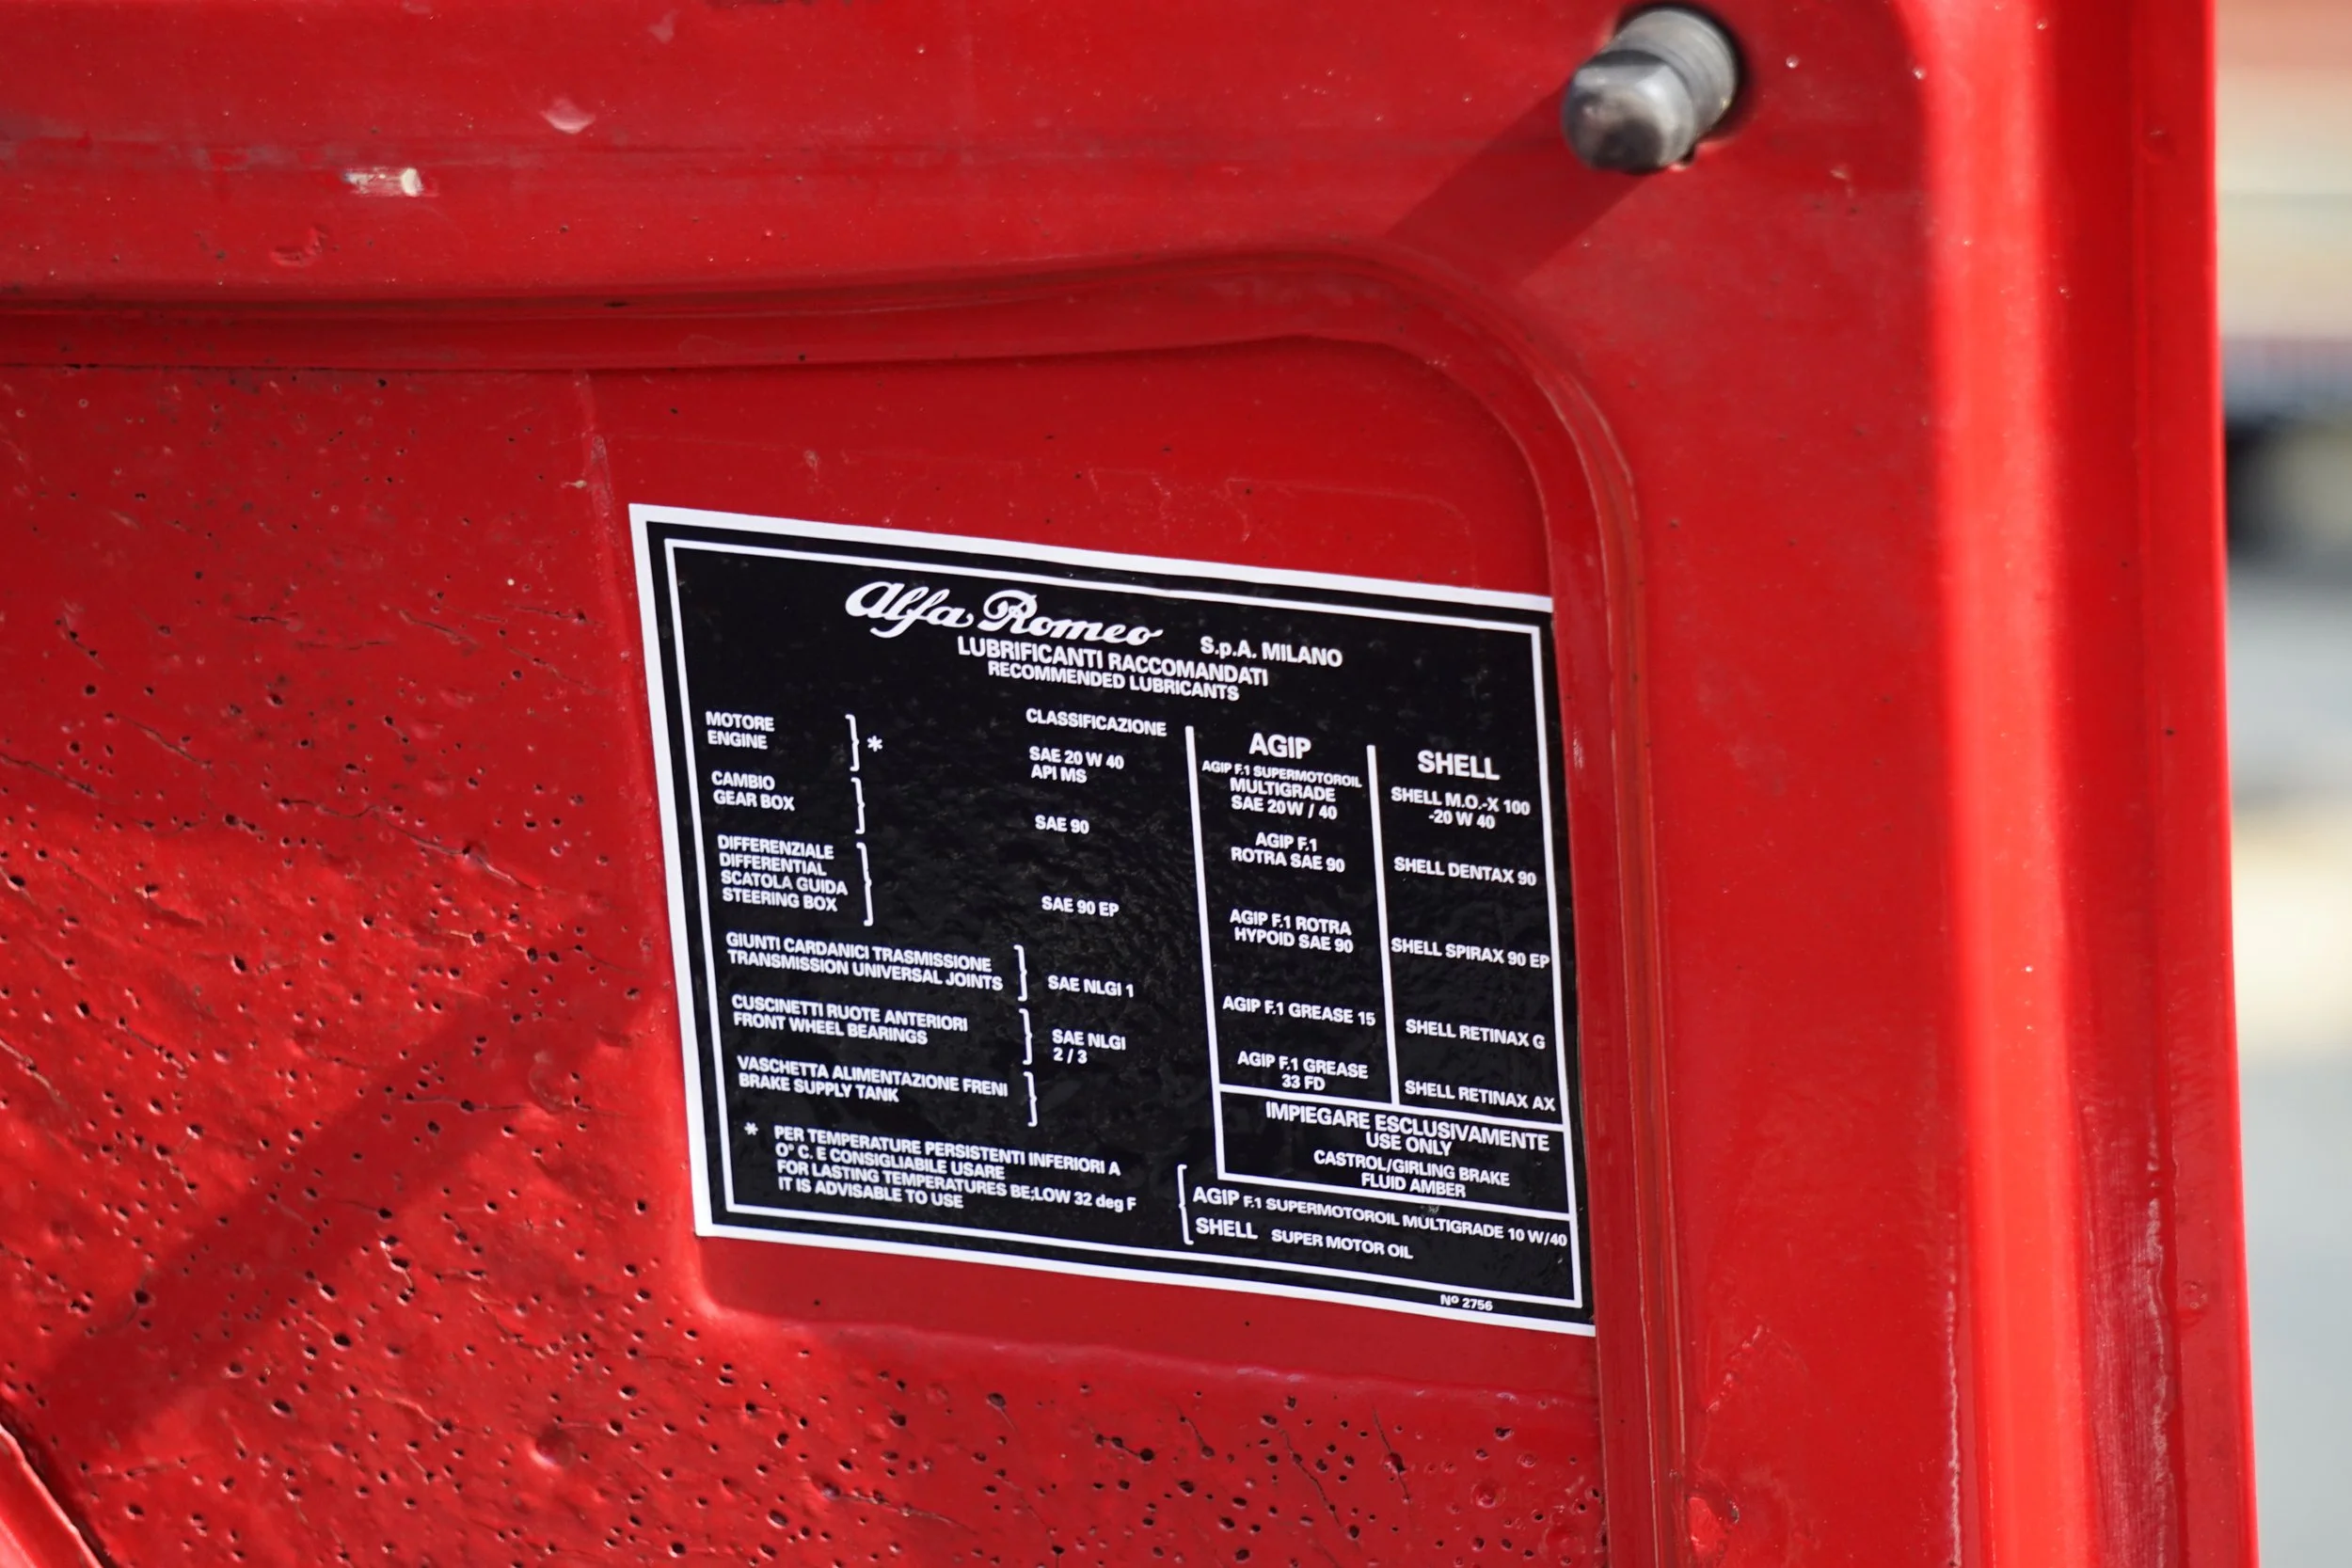 Alfa Romeo S.p.A. MILANO
LUBRIFICANTI RACCOMANDATI
RECOMMENDED LUBRICANTS
CLASSIFICAZIONE
AGIP
SHELL
MOTORE
ENGINE
*
SAE 20 W 40
API MS
AGIP F.1 SUPERMOTOROIL
MULTIGRADE
SAE 20W / 40
SHELL M.O.-X 100
-20 W 40
CAMBIO
GEAR BOX
SAE 90
AGIP F.1
ROTRA SAE 90
SHELL DENTAX 90
DIFFERENZIALE
DIFFERENTIAL
SCATOLA GUIDA
STEERING BOX
SAE 90 EP
AGIP F.1 ROTRA
HYPOID SAE 90
SHELL SPIRAX 90 EP
GIUNTI CARDANICI TRASMISSIONE
TRANSMISSION UNIVERSAL JOINTS
SAE NLGI 1
AGIP F.1 GREASE 15
SHELL RETINAX G
CUSCINETTI RUOTE ANTERIORI
FRONT WHEEL BEARINGS
SAE NLGI
2 / 3
AGIP F.1 GREASE
33 FD
SHELL RETINAX AX
VASCHETTA ALIMENTAZIONE FRENI
BRAKE SUPPLY TANK
IMPIEGARE ESCLUSIVAMENTE
USE ONLY
CASTROL/GIRLING BRAKE
FLUID AMBER
* PER TEMPERATURE PERSISTENTI INFERIORI A
O° C. E CONSIGLIABILE USARE
FOR LASTING TEMPERATURES BE;LOW 32 deg F
IT IS ADVISABLE TO USE
AGIP F.1 SUPERMOTOROIL MULTIGRADE 10 W/40
SHELL SUPER MOTOR OIL
Nº 2756